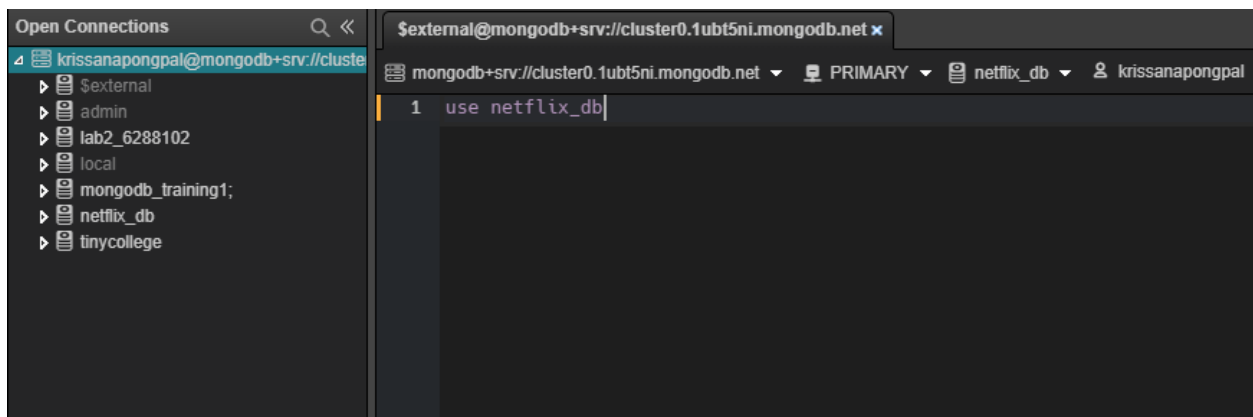 Open Connections
krissanapongpal@mongodb+srv://cluste
$external
admin
lab2_6288102
local
mongodb_training1;
netflix_db
tinycollege
$external@mongodb+srv://cluster0.1ubt5ni.mongodb.net x
mongodb+srv://cluster0.1ubt5ni.mongodb.net PRIMARY netflix_db krissanapongpal
1 use netflix_db